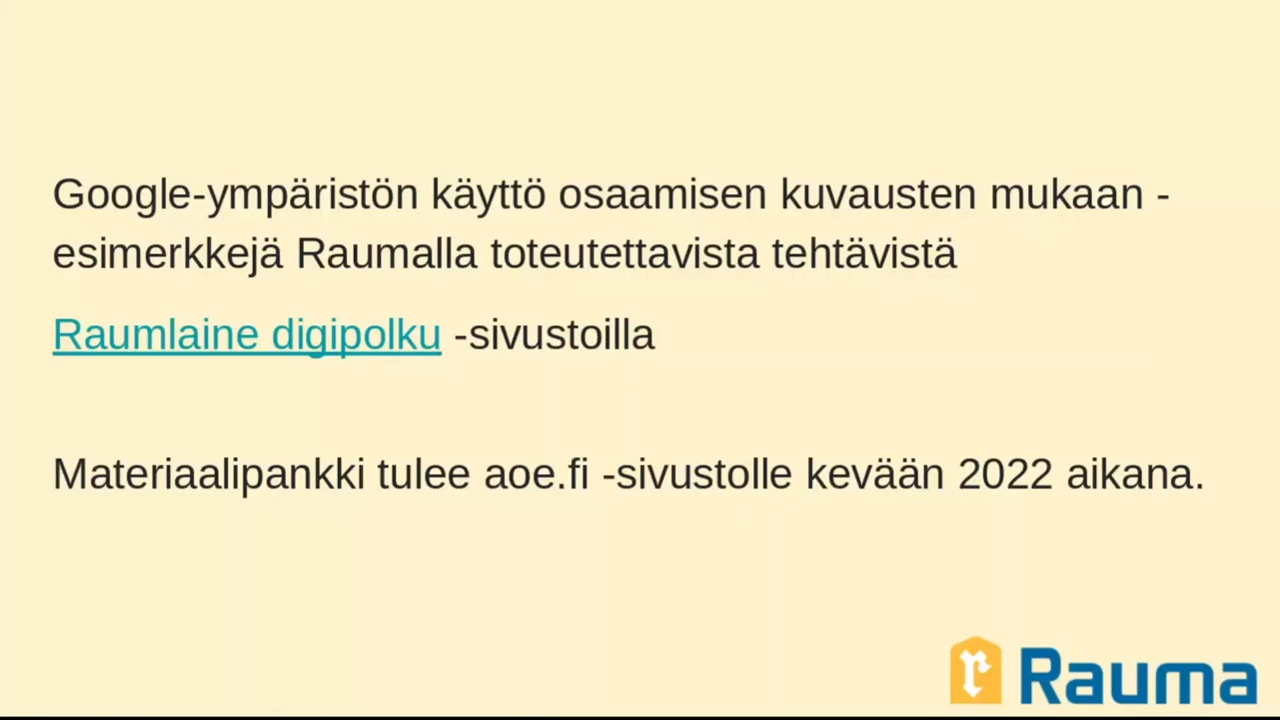 Google-ympäristön käyttö osaamisen kuvausten mukaan -
esimerkkejä Raumalla toteutettavista tehtävistä
Raumlaine digipolku -sivustoilla
Materiaalipankki tulee aoe.fi -sivustolle kevään 2022 aikana.
r Rauma